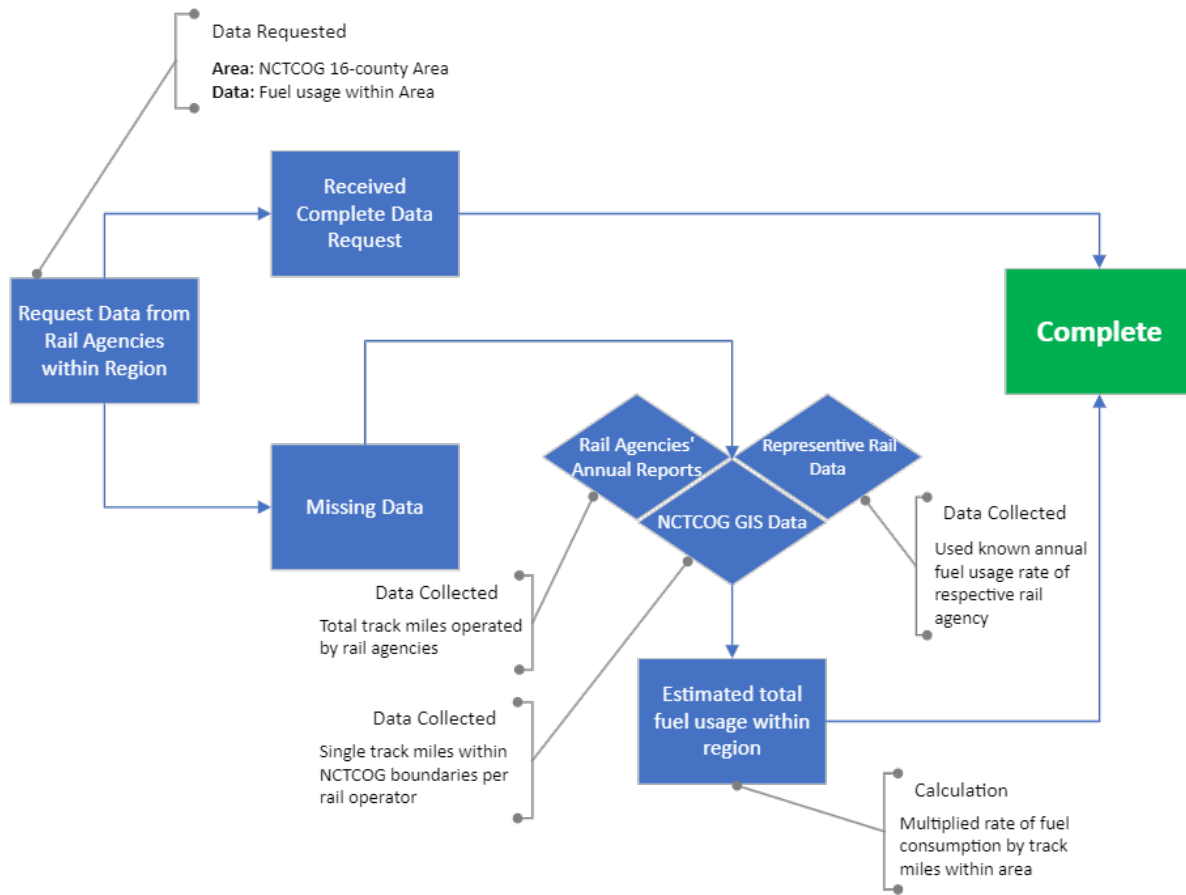 Data Requested
Area: NCTCOG 16-county Area
Data: Fuel usage within Area
Received
Complete Data
Request
Request Data from
Rail Agencies
within Region
Complete
Missing Data
Rail Agencies'
Annual Reports
Representive Rail
Data
NCTCOG GIS Data
Data Collected
Used known annual
fuel usage rate of
respective rail
agency
Data Collected
Total track miles operated
by rail agencies
Data Collected
Single track miles within
NCTCOG boundaries per
rail operator
Estimated total
fuel usage within
region
Calculation
Multiplied rate of fuel
consumption by track
miles within area